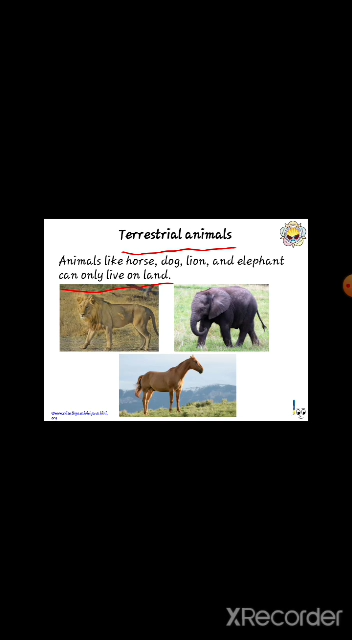 Terrestrial animals
Animals like horse, dog, lion, and elephant
can only live on land.
XRecorder